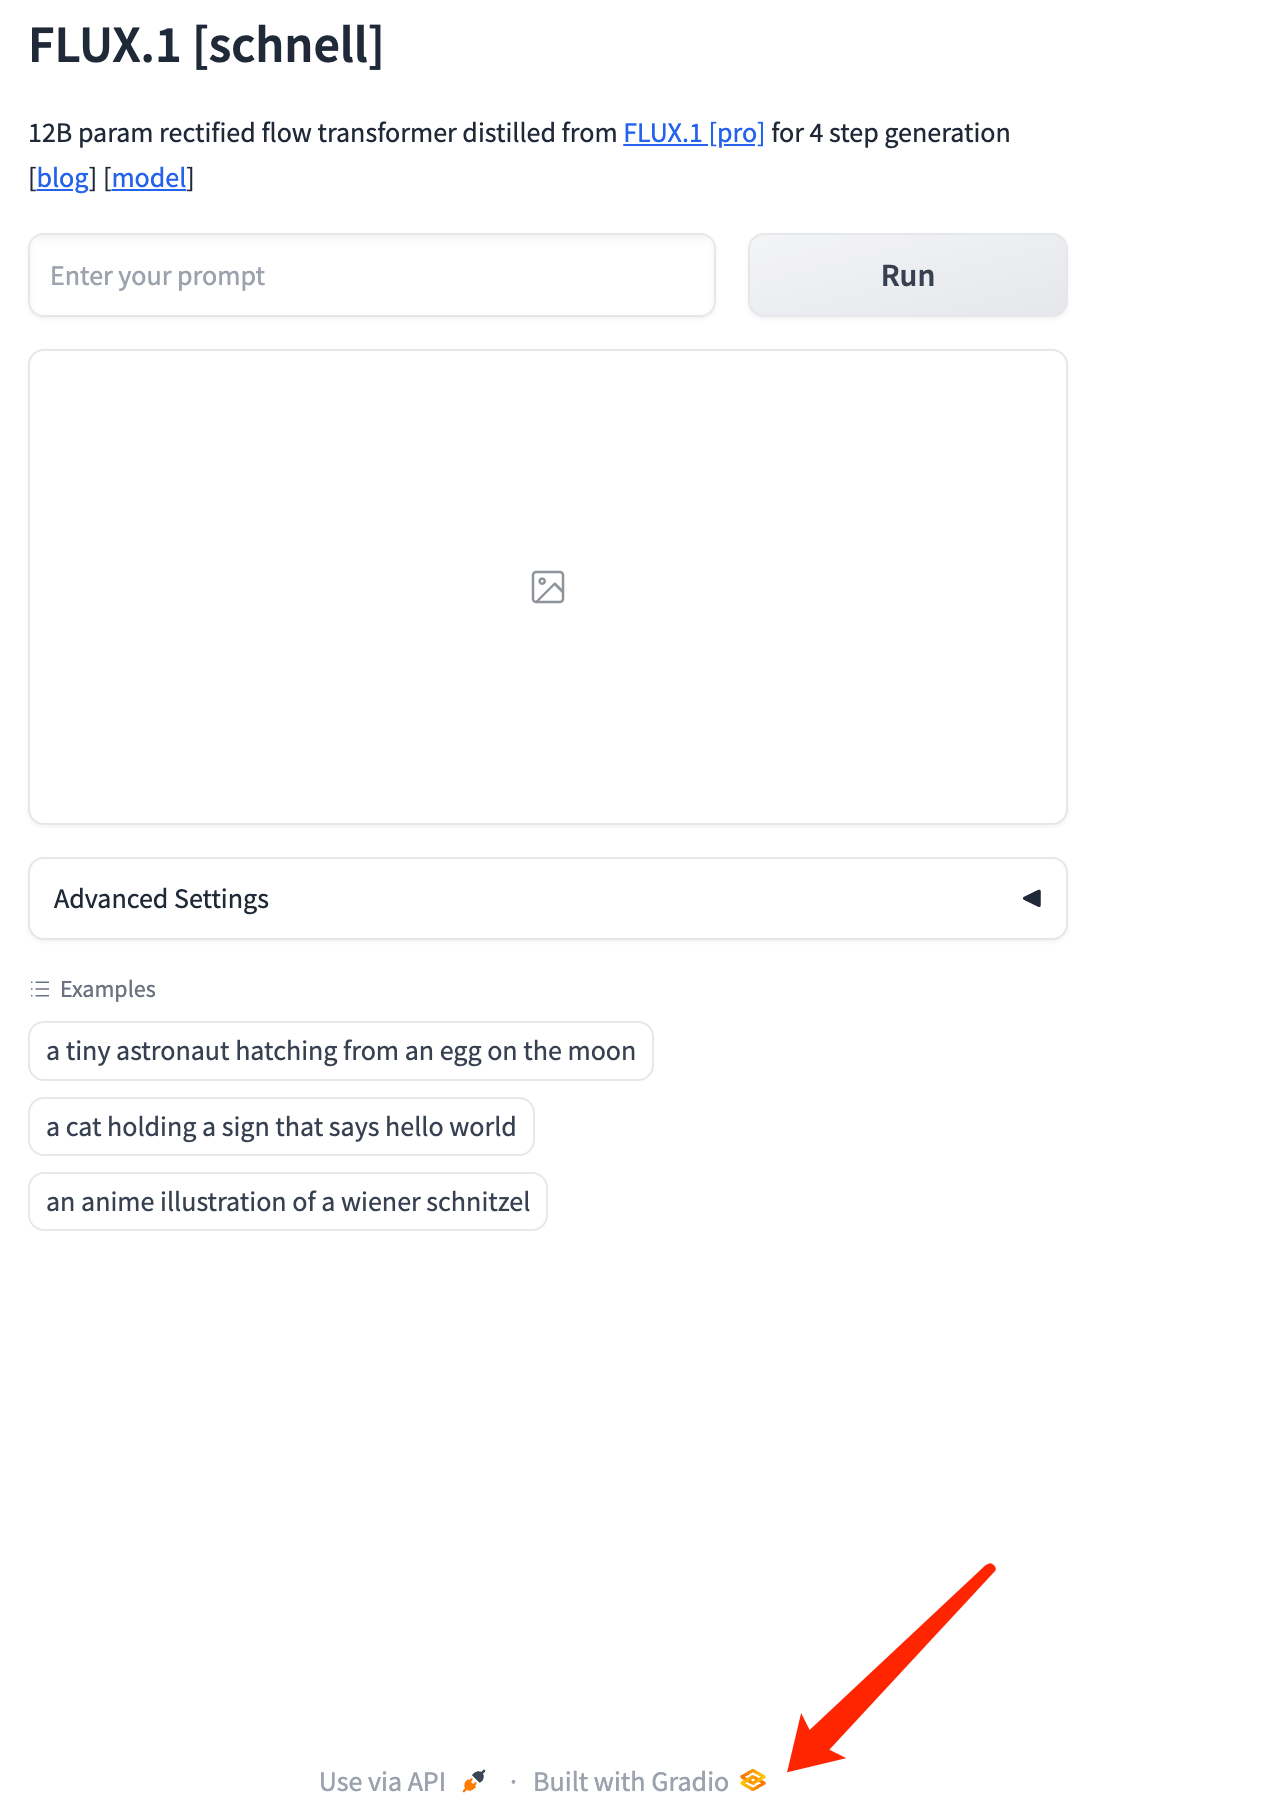 FLUX.1 [schnell]
12B param rectified flow transformer distilled from FLUX.1 [pro] for 4 step generation
[blog] [model]
Enter your prompt
Run
Advanced Settings
Examples
a tiny astronaut hatching from an egg on the moon
a cat holding a sign that says hello world
an anime illustration of a wiener schnitzel
Use via API · Built with Gradio